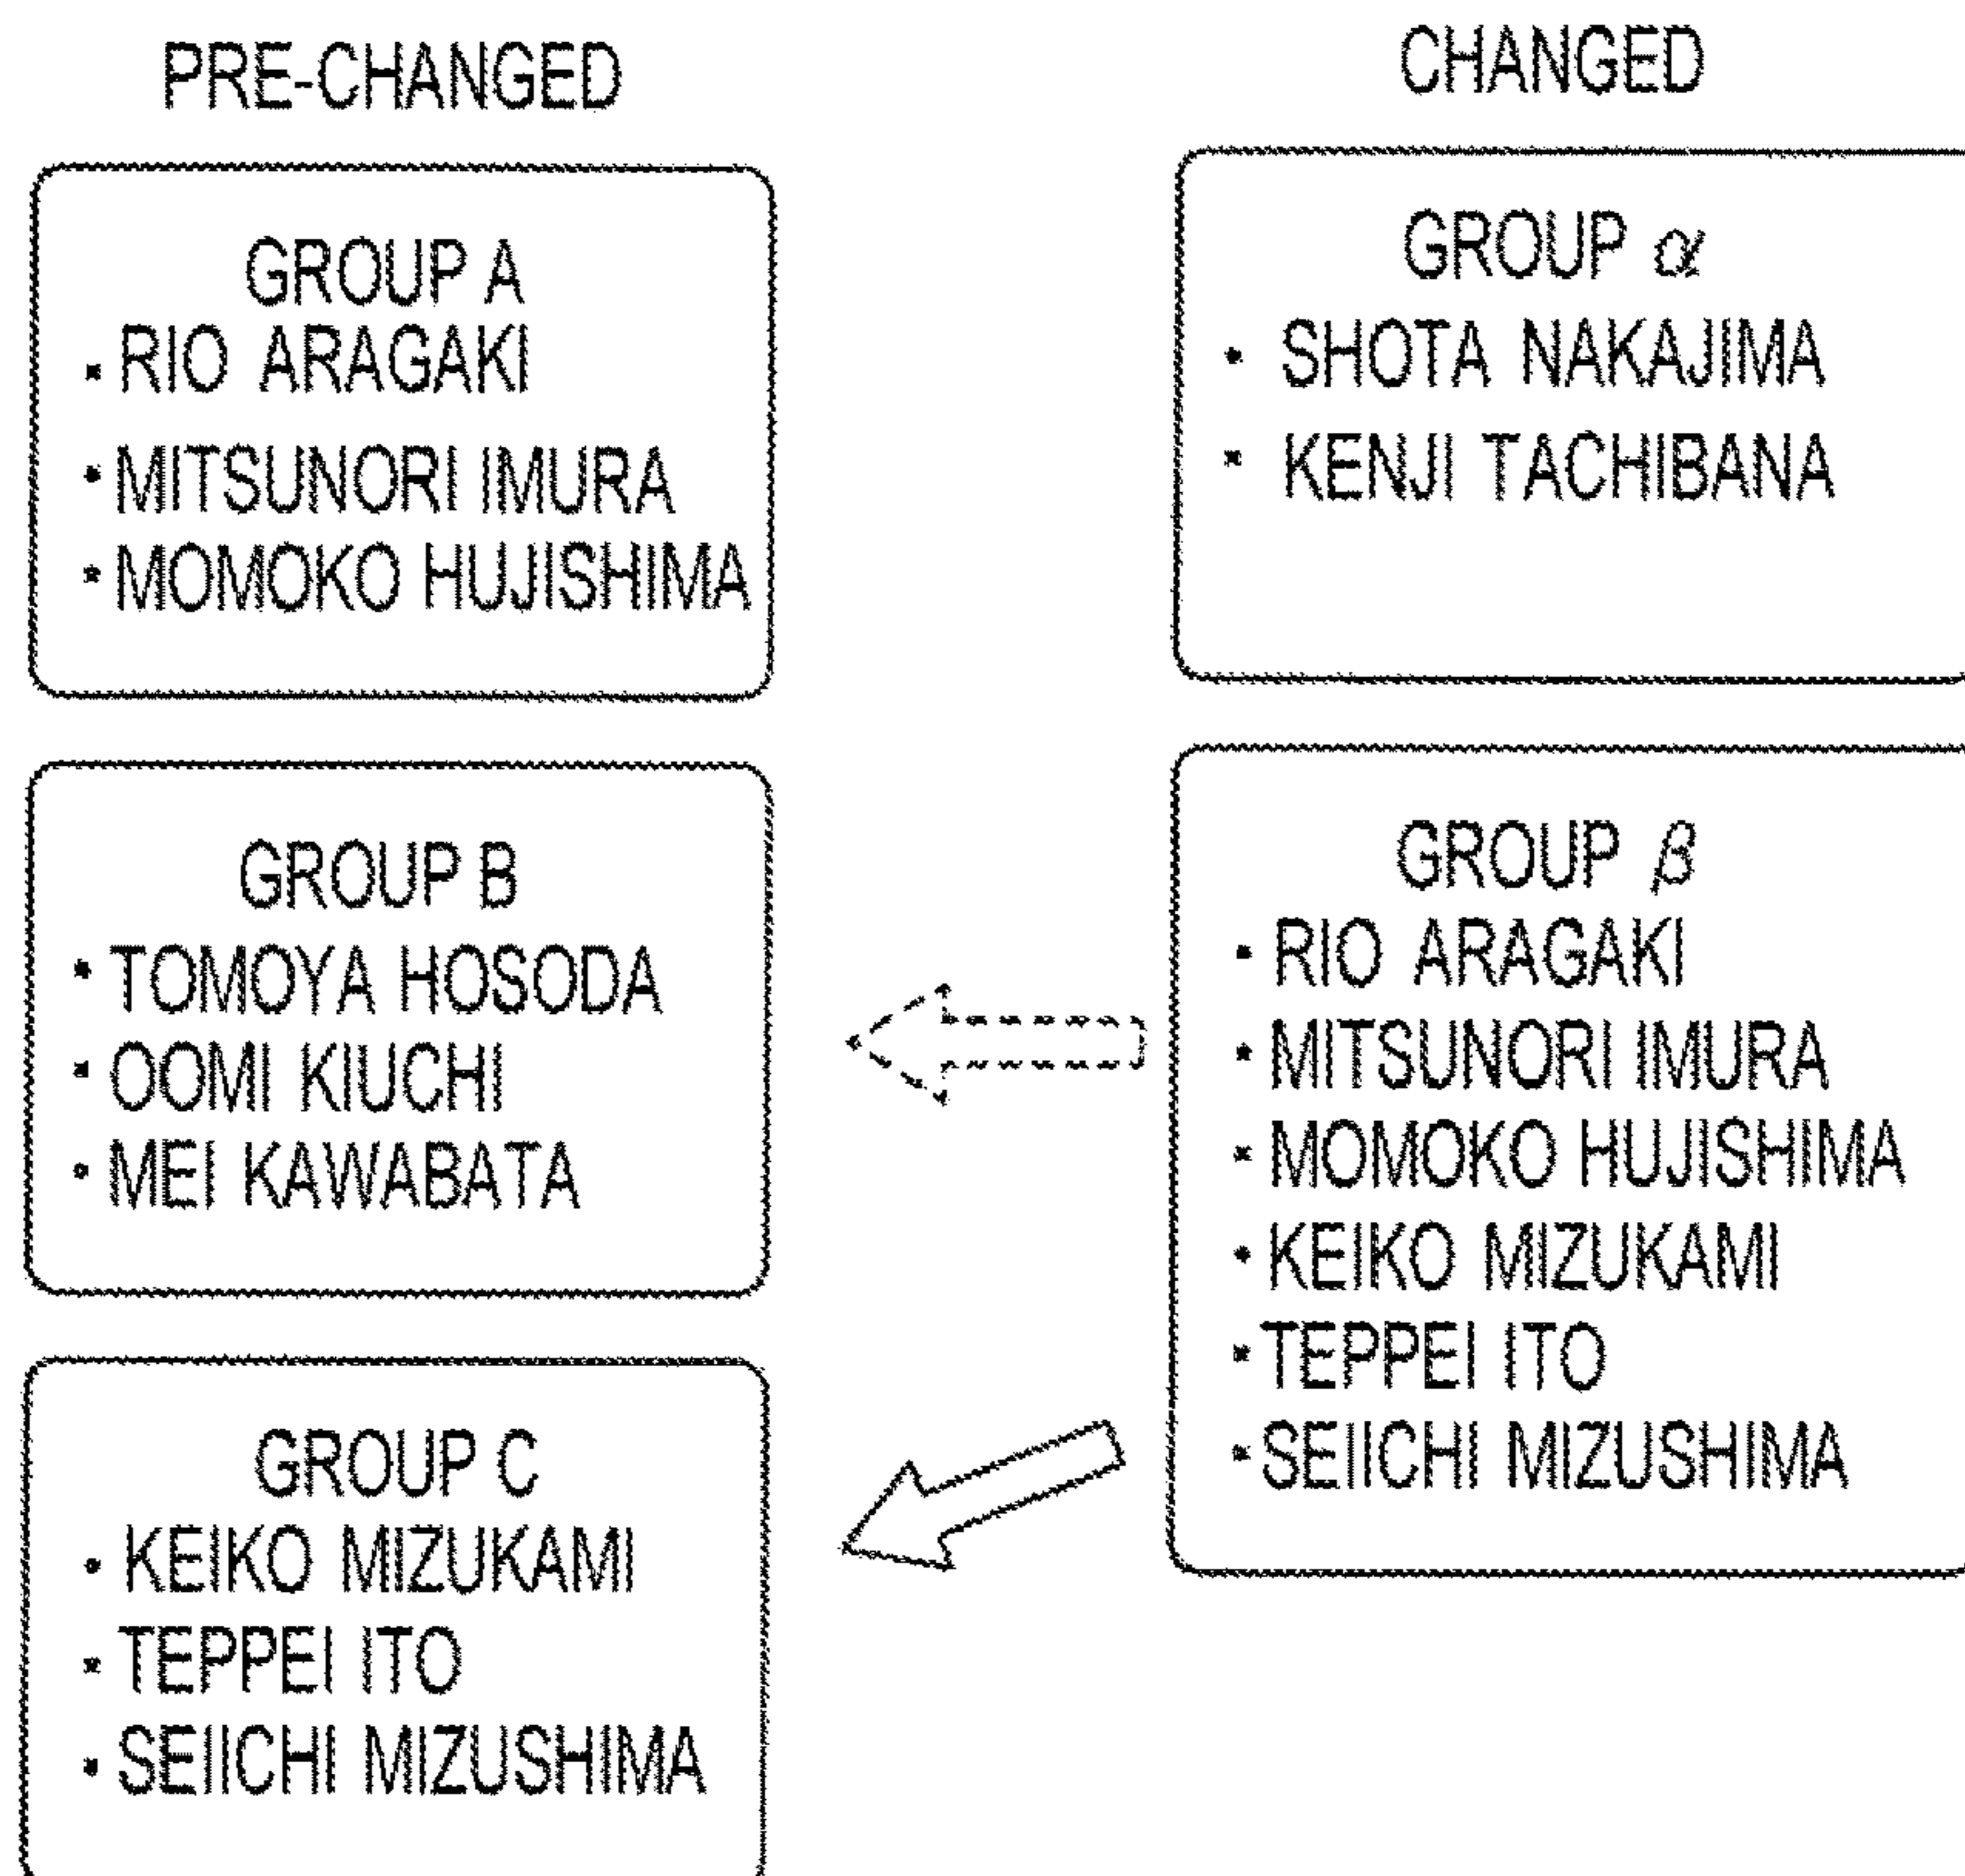 PRE-CHANGED
GROUP A
・RIO ARAGAKI
・MITSUNORI IMURA
・MOMOKO HUJISHIMA
GROUP B
・TOMOYA HOSODA
・OOMI KIUCHI
・MEI KAWABATA
GROUP C
・KEIKO MIZUKAMI
・TEPPEI ITO
・SEIICHI MIZUSHIMA
CHANGED
GROUP α
・SHOTA NAKAJIMA
・KENJI TACHIBANA
GROUP β
・RIO ARAGAKI
・MITSUNORI IMURA
・MOMOKO HUJISHIMA
・KEIKO MIZUKAMI
・TEPPEI ITO
・SEIICHI MIZUSHIMA